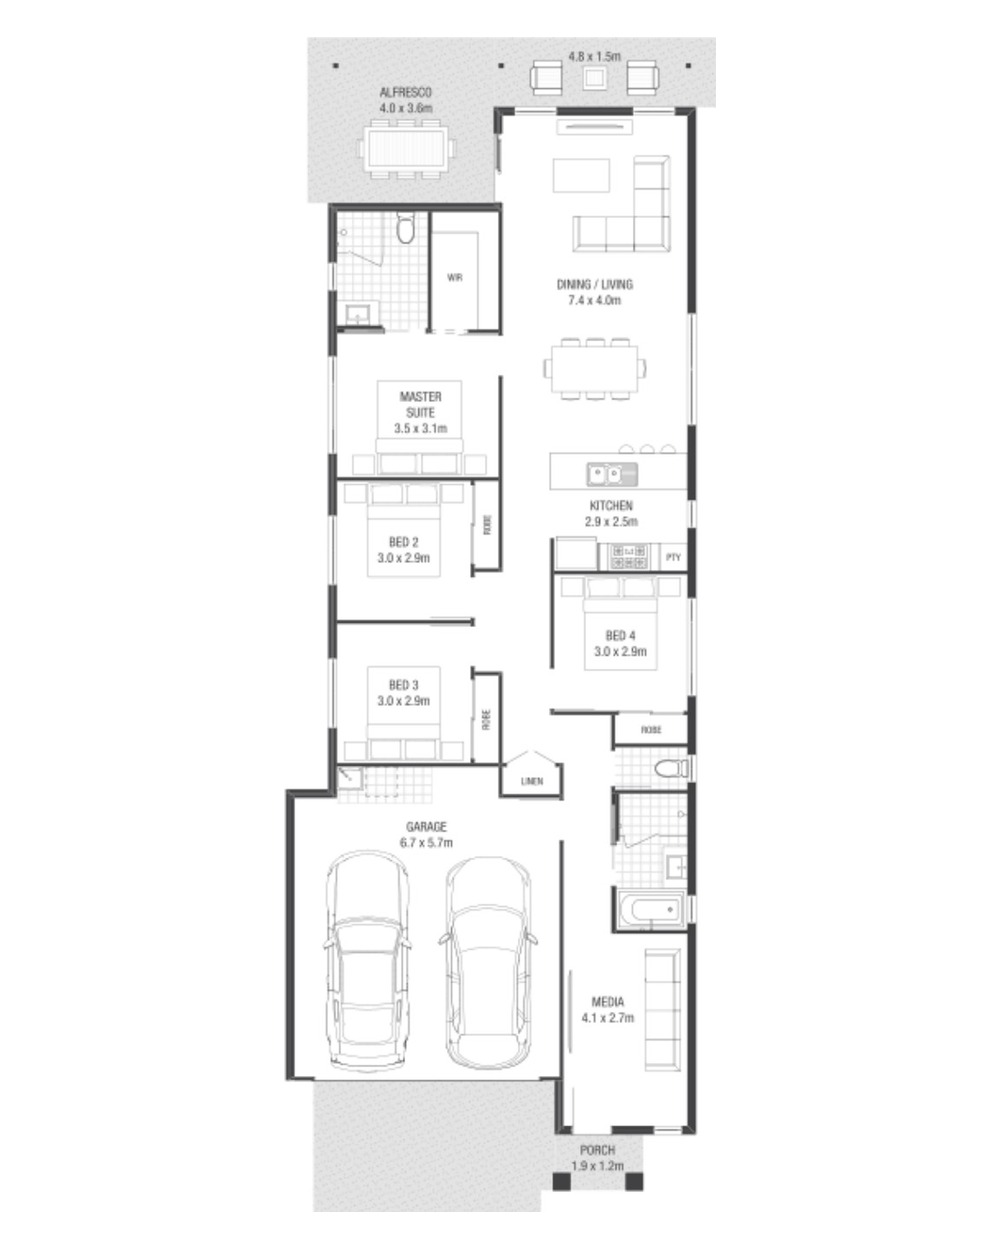 4.8 x 1.5m
ALFRESCO
4.0 x 3.6m
WIR
DINING / LIVING
7.4 x 4.0m
MASTER
SUITE
3.5 x 3.1m
KITCHEN
2.9 x 2.5m
ROBE
BED 2
3.0 x 2.9m
PTY
BED 4
3.0 x 2.9m
BED 3
3.0 x 2.9m
ROBE
ROBE
LINEN
GARAGE
6.7 x 5.7m
MEDIA
4.1 x 2.7m
PORCH
1.9 x 1.2m